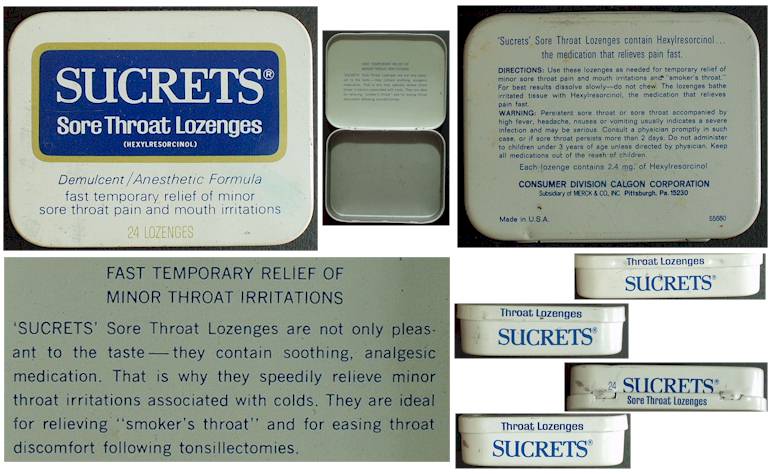 SUCRETS®
Sore Throat Lozenges
(HEXYLRESORCINOL)
Demulcent/Anesthetic Formula
fast temporary relief of minor
sore throat pain and mouth irritations
24 LOZENGES
FAST TEMPORARY RELIEF OF
MINOR THROAT IRRITATIONS
'Sucrets' Sore Throat Lozenges contain Hexylresorcinol...
the medication that relieves pain fast.
DIRECTIONS: Use these lozenges as needed for temporary relief of
minor sore throat pain and mouth irritations and "smoker's throat."
For best results dissolve slowly—do not chew. The lozenges bathe
irritated tissue with Hexylresorcinol, the medication that relieves
pain fast.
WARNING: Persistent sore throat or sore throat accompanied by
high fever, headache, nausea or vomiting usually indicates a severe
infection and may be serious. Consult a physician promptly in such
case, or if sore throat persists more than 2 days. Do not administer
to children under 3 years of age unless directed by physician. Keep
all medications out of the reach of children.
Each lozenge contains 2.4 mg. of Hexylresorcinol
CONSUMER DIVISION CALGON CORPORATION
Subsidiary of MERCK & CO., INC. Pittsburgh, Pa. 15230
Made in U.S.A.
55660
FAST TEMPORARY RELIEF OF
MINOR THROAT IRRITATIONS
'SUCRETS' Sore Throat Lozenges are not only pleas-
ant to the taste — they contain soothing, analgesic
medication. That is why they speedily relieve minor
throat irritations associated with colds. They are ideal
for relieving "smoker's throat" and for easing throat
discomfort following tonsillectomies.
Throat Lozenges
SUCRETS®
Throat Lozenges
SUCRETS®
24 SUCRETS®
Sore Throat Lozenges
Throat Lozenges
SUCRETS®